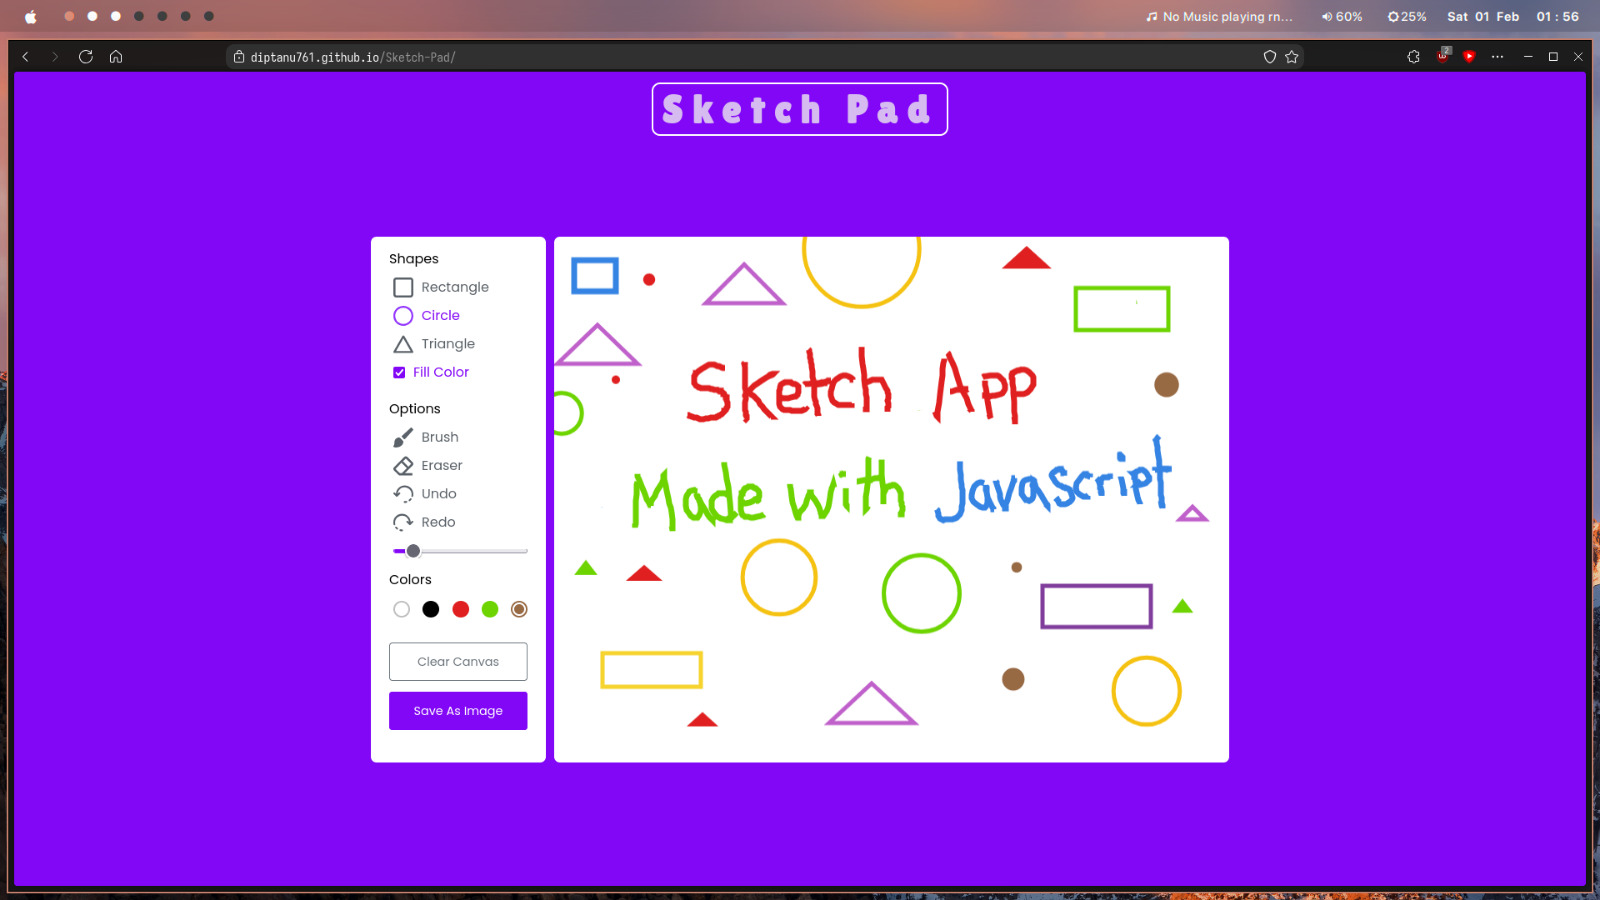 No Music playing rn...
60%
25%
Sat 01 Feb
01 : 56
diptanu761.github.io/Sketch-Pad/
2
Sketch Pad
Shapes
Rectangle
Circle
Triangle
Fill Color
Options
Brush
Eraser
Undo
Redo
Colors
Clear Canvas
Save As Image
Sketch App
Made with Javascript